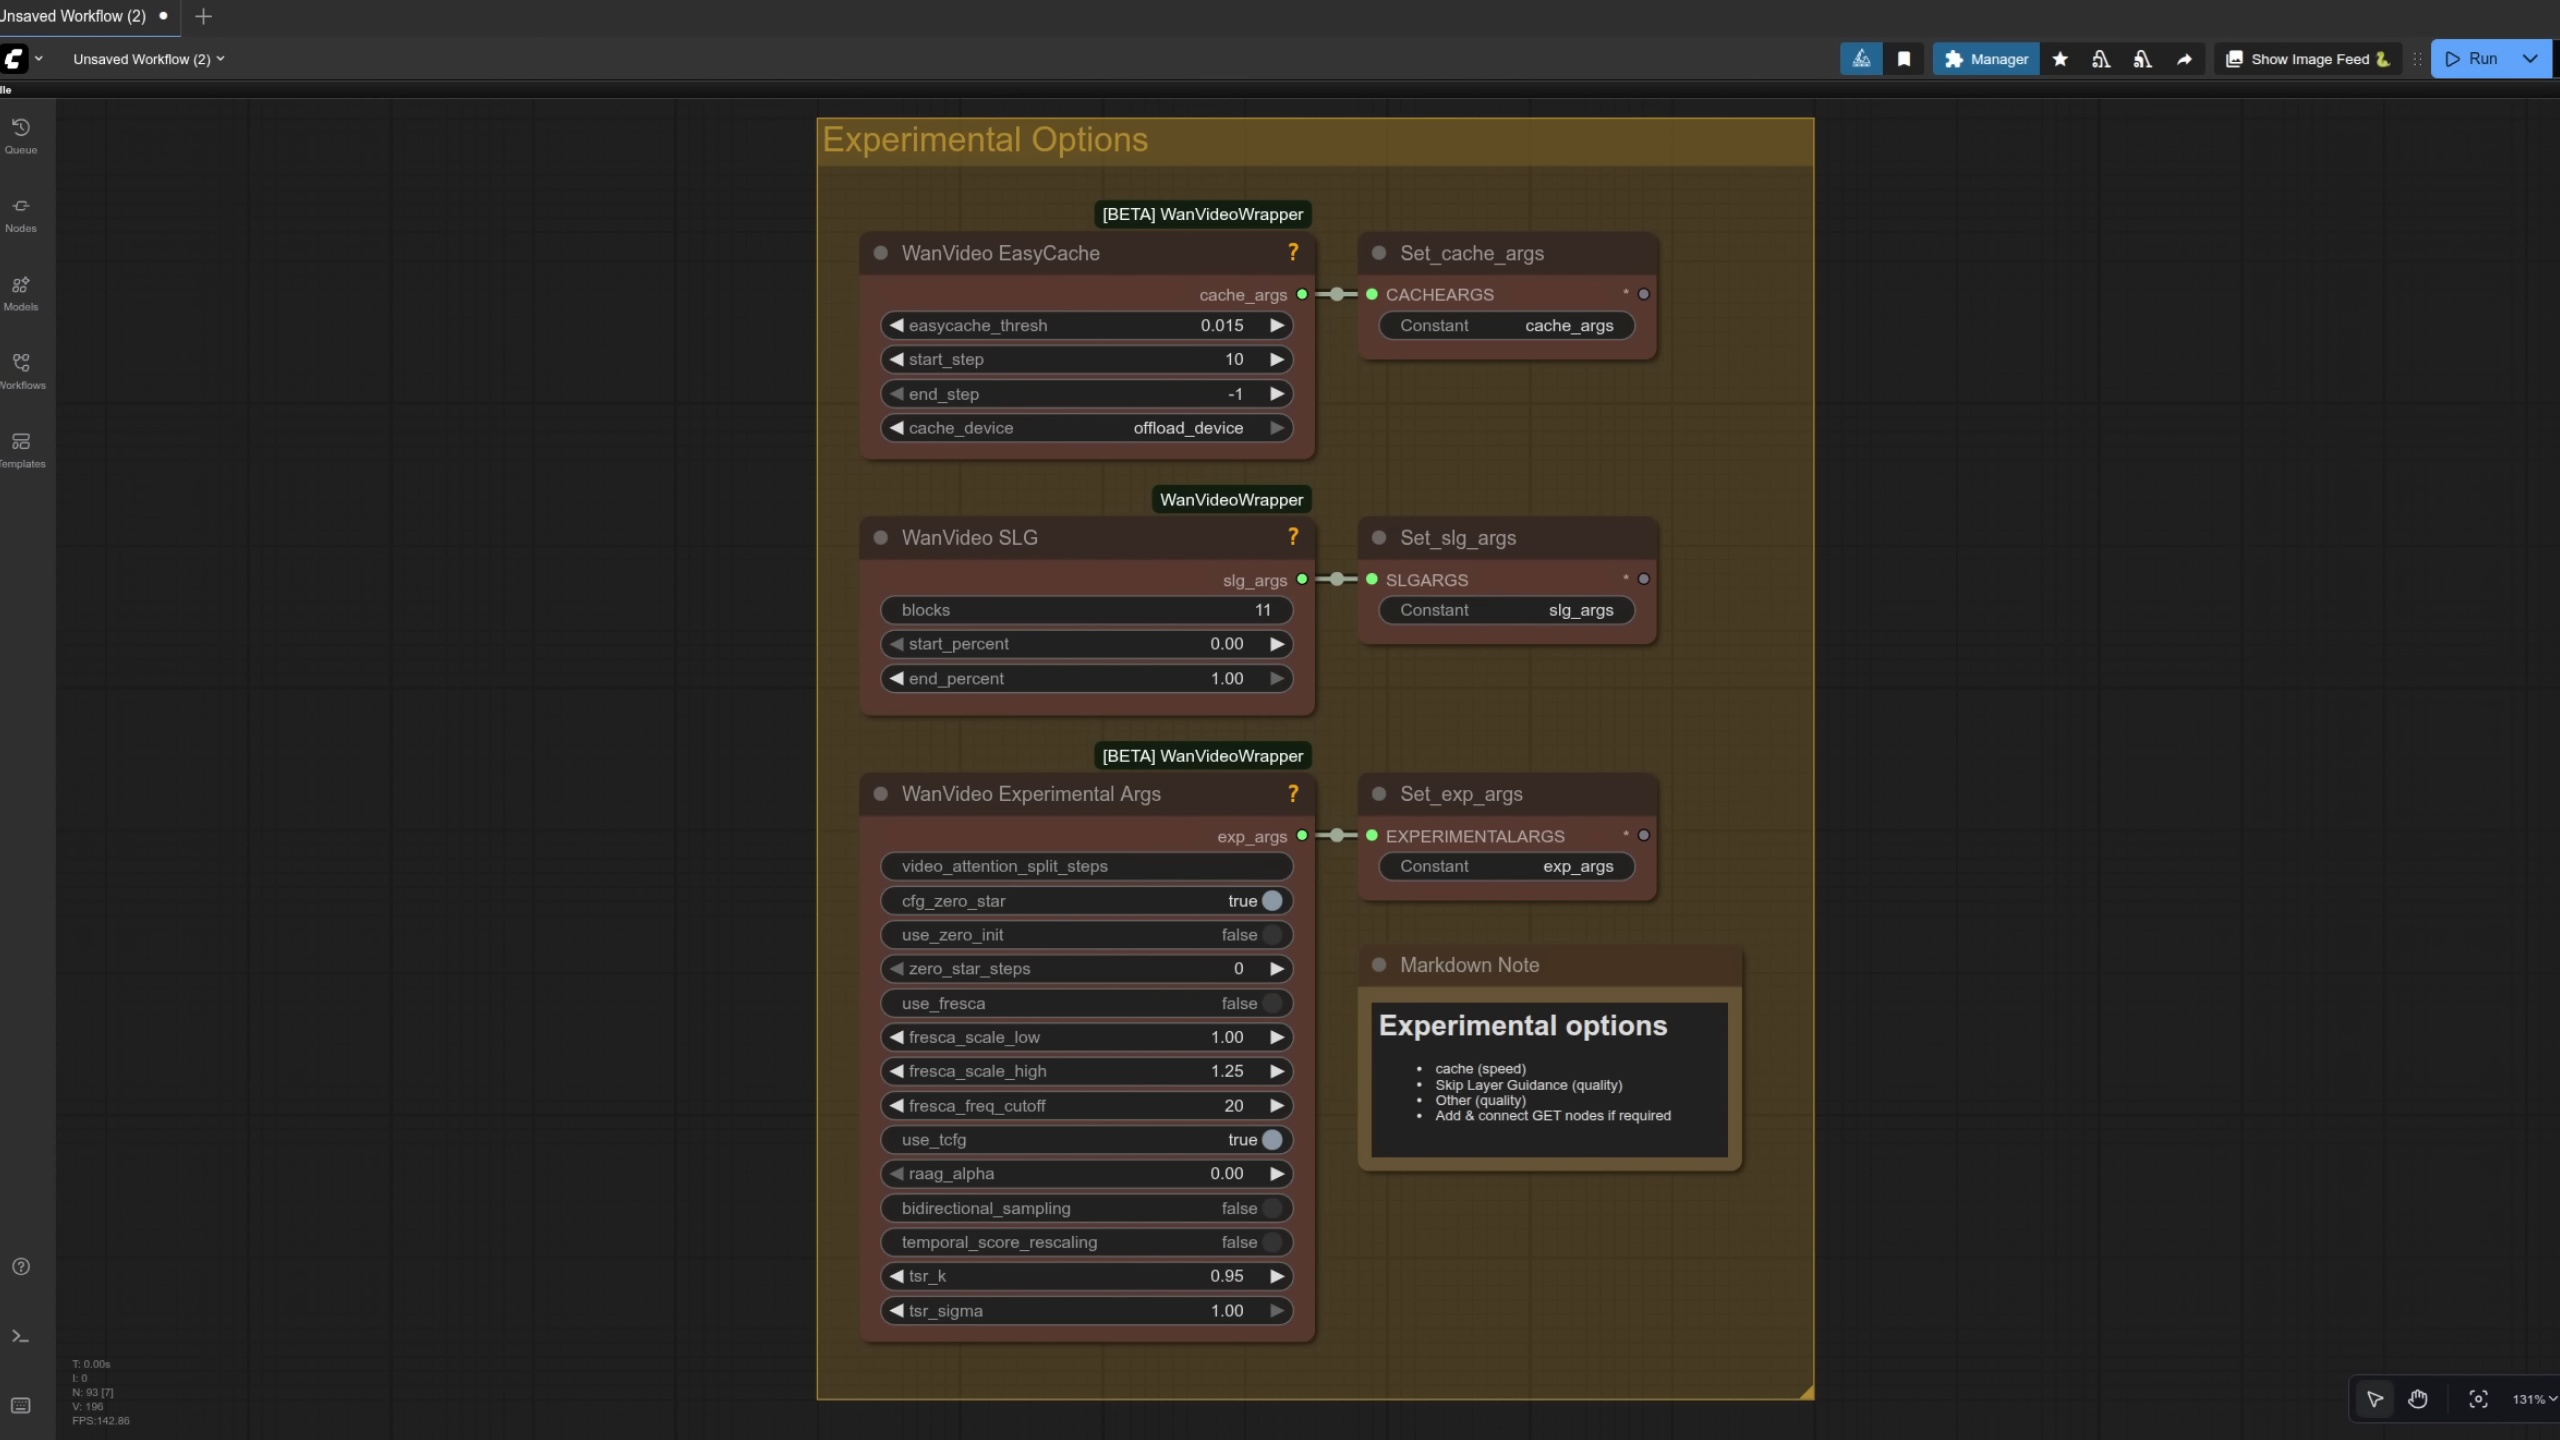 Unsaved Workflow (2)
Unsaved Workflow (2)
Manager
Show Image Feed
Run
Queue
Nodes
Models
Workflows
Templates
Experimental Options
[BETA] WanVideoWrapper
WanVideo EasyCache ?
cache_args
easycache_thresh 0.015
start_step 10
end_step -1
cache_device offload_device
Set_cache_args
CACHEARGS *
Constant cache_args
WanVideoWrapper
WanVideo SLG ?
slg_args
blocks 11
start_percent 0.00
end_percent 1.00
Set_slg_args
SLGARGS *
Constant slg_args
[BETA] WanVideoWrapper
WanVideo Experimental Args ?
exp_args
video_attention_split_steps
cfg_zero_star true
use_zero_init false
zero_star_steps 0
use_fresca false
fresca_scale_low 1.00
fresca_scale_high 1.25
fresca_freq_cutoff 20
use_tcfg true
raag_alpha 0.00
bidirectional_sampling false
temporal_score_rescaling false
tsr_k 0.95
tsr_sigma 1.00
Set_exp_args
EXPERIMENTALARGS *
Constant exp_args
Markdown Note
Experimental options
• cache (speed)
• Skip Layer Guidance (quality)
• Other (quality)
• Add & connect GET nodes if required
T: 0.00s
I: 0
N: 93 [7]
V: 196
FPS:142.86
131%